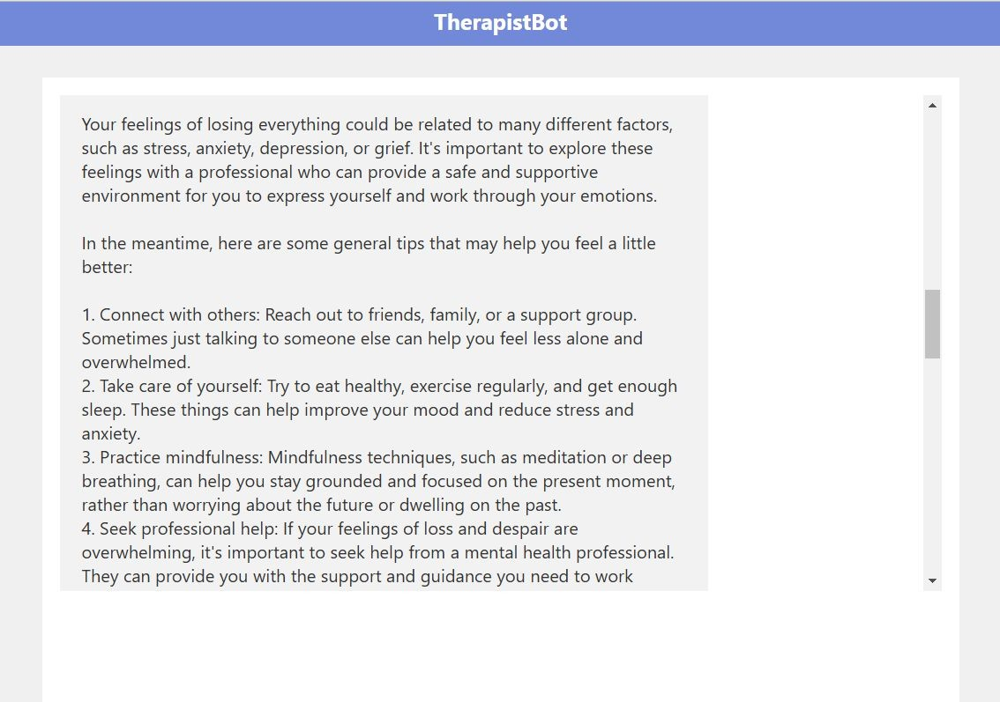 TherapistBot
Your feelings of losing everything could be related to many different factors,
such as stress, anxiety, depression, or grief. It's important to explore these
feelings with a professional who can provide a safe and supportive
environment for you to express yourself and work through your emotions.
In the meantime, here are some general tips that may help you feel a little
better:
1. Connect with others: Reach out to friends, family, or a support group.
Sometimes just talking to someone else can help you feel less alone and
overwhelmed.
2. Take care of yourself: Try to eat healthy, exercise regularly, and get enough
sleep. These things can help improve your mood and reduce stress and
anxiety.
3. Practice mindfulness: Mindfulness techniques, such as meditation or deep
breathing, can help you stay grounded and focused on the present moment,
rather than worrying about the future or dwelling on the past.
4. Seek professional help: If your feelings of loss and despair are
overwhelming, it's important to seek help from a mental health professional.
They can provide you with the support and guidance you need to work